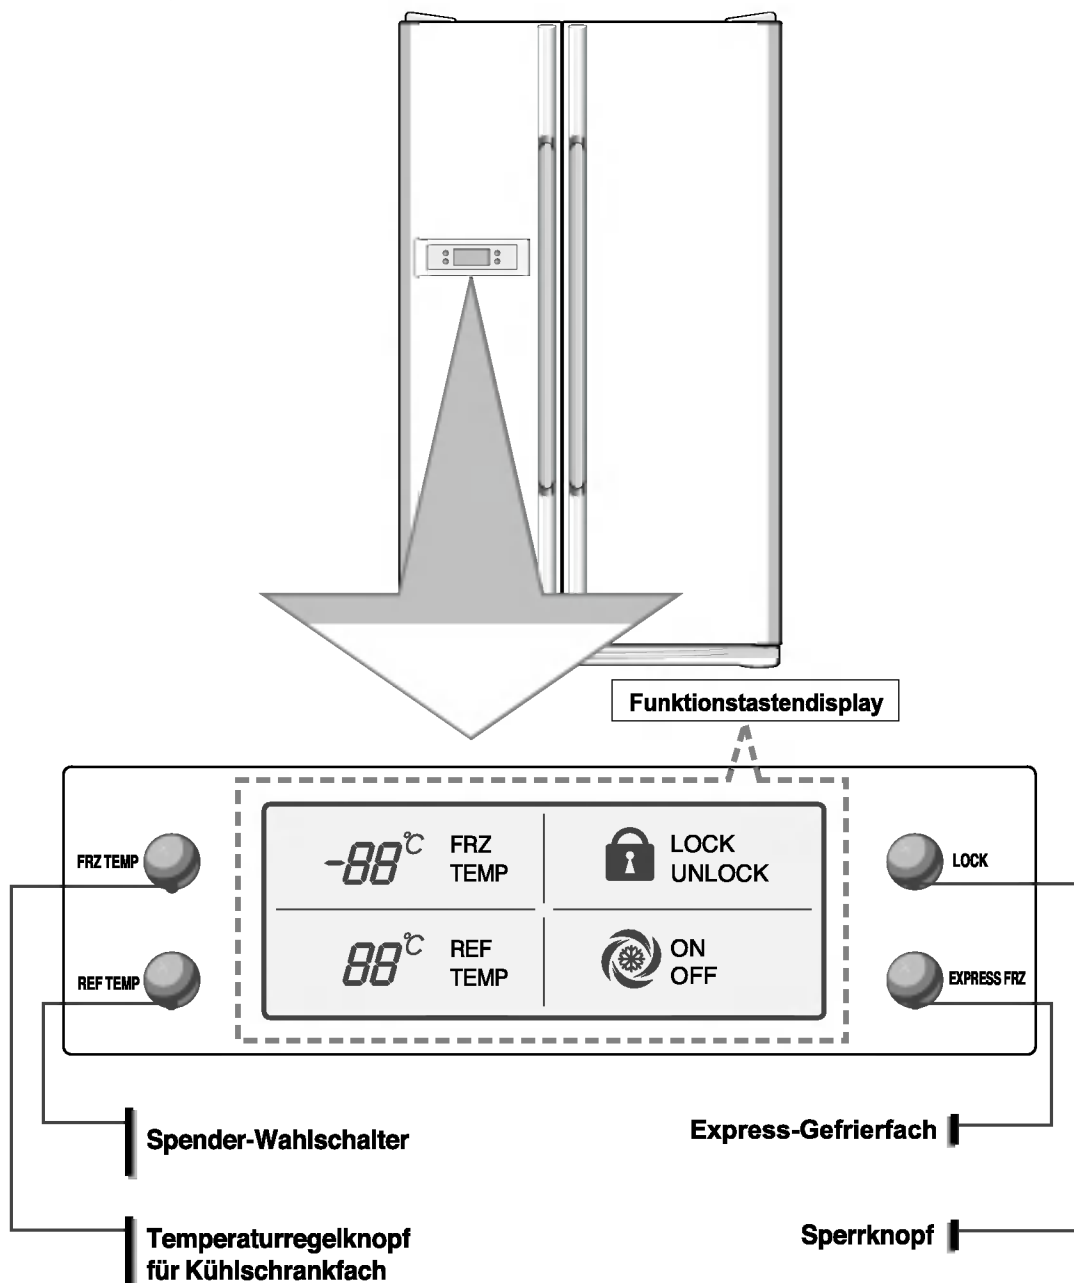 Funktionstastendisplay
FRZ TEMP
-88°C FRZ
TEMP
LOCK
UNLOCK
LOCK
REF TEMP
88°C REF
TEMP
ON
OFF
EXPRESS FRZ
Spender-Wahlschalter
Express-Gefrierfach
Temperaturregelknopf
für Kühlschrankfach
Sperrknopf